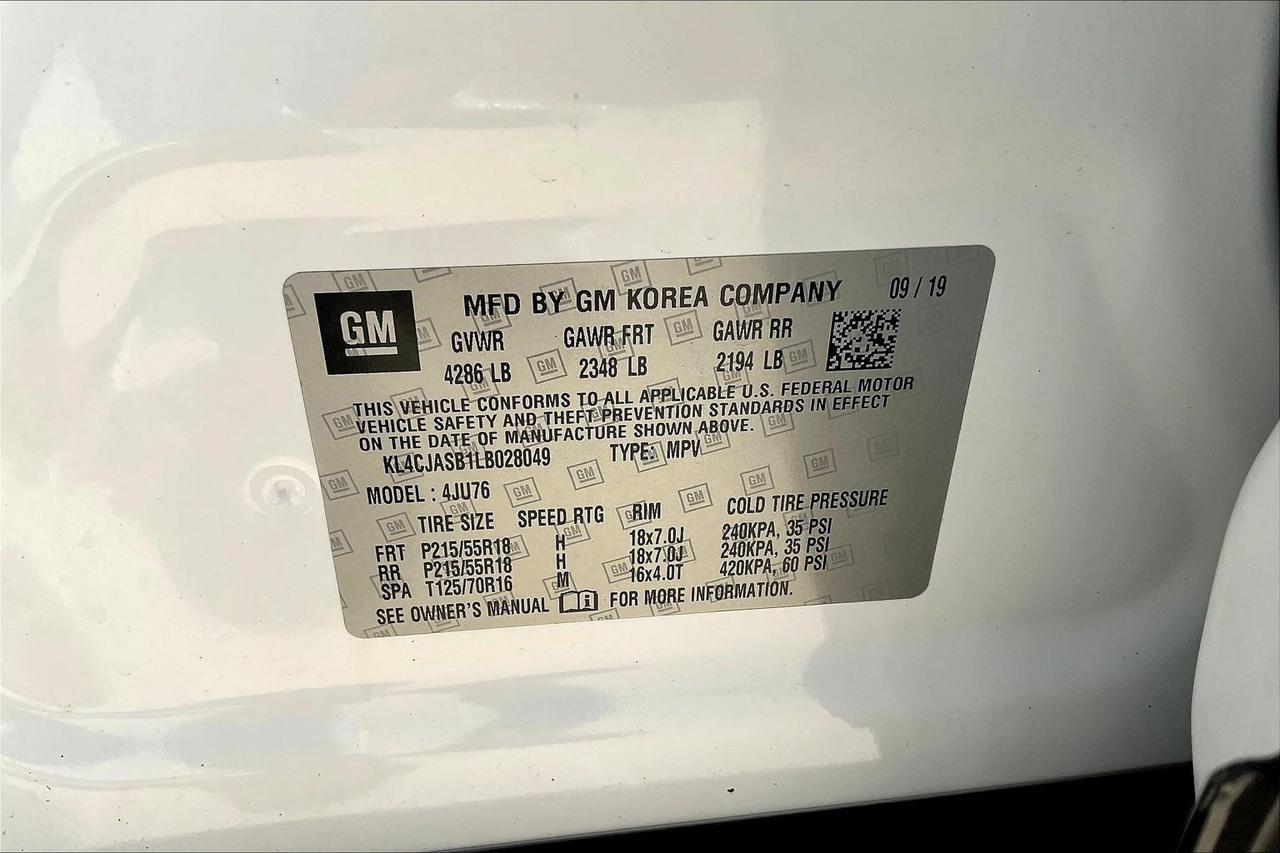 GM
MFD BY GM KOREA COMPANY 09 / 19
GVWR GAWR FRT GAWR RR
4286 LB 2348 LB 2194 LB
THIS VEHICLE CONFORMS TO ALL APPLICABLE U.S. FEDERAL MOTOR
VEHICLE SAFETY AND THEFT PREVENTION STANDARDS IN EFFECT
ON THE DATE OF MANUFACTURE SHOWN ABOVE.
KL4CJASB1LB028049 TYPE: MPV
MODEL : 4JU76
TIRE SIZE SPEED RTG RIM COLD TIRE PRESSURE
FRT P215/55R18 H 18x7.0J 240KPA, 35 PSI
RR P215/55R18 H 18x7.0J 240KPA, 35 PSI
SPA T125/70R16 M 16x4.0T 420KPA, 60 PSI
SEE OWNER'S MANUAL FOR MORE INFORMATION.